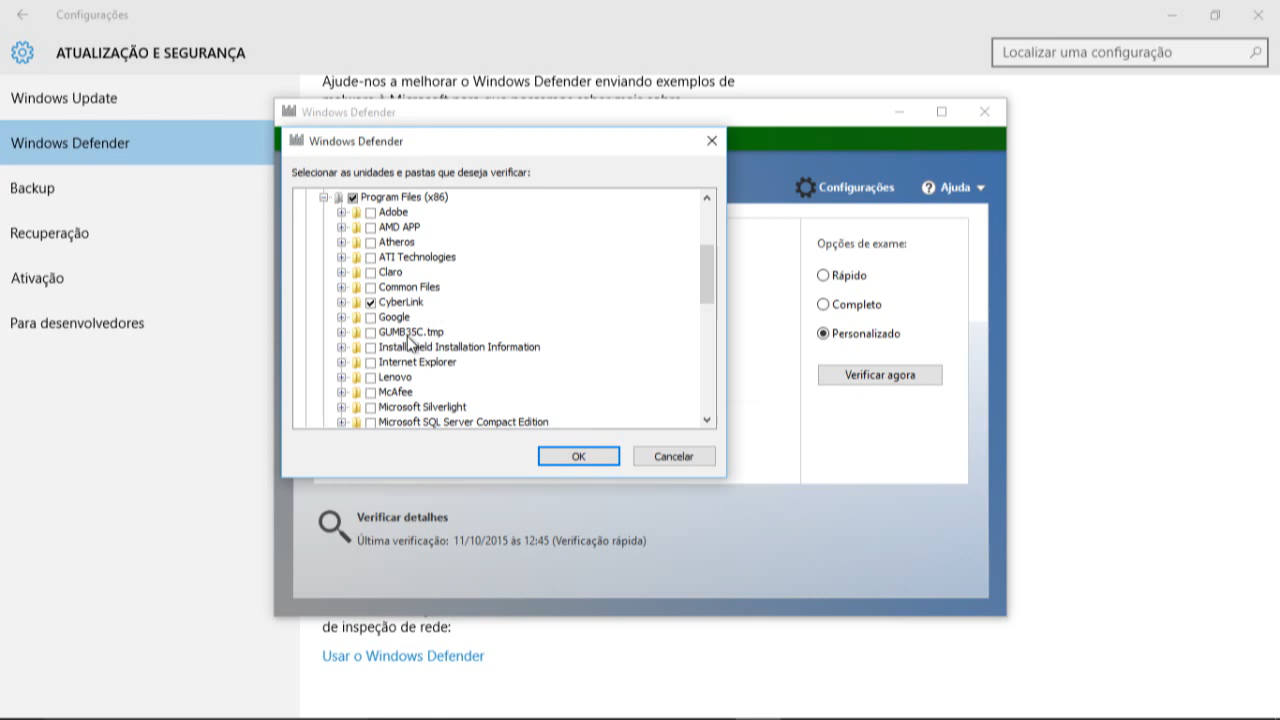 Configurações
ATUALIZAÇÃO E SEGURANÇA
Localizar uma configuração
Windows Update
Windows Defender
Backup
Recuperação
Ativação
Para desenvolvedores
Ajude-nos a melhorar o Windows Defender enviando exemplos de
Windows Defender
Configurações
Ajuda
Windows Defender
Selecionar as unidades e pastas que deseja verificar:
Program Files (x86)
Adobe
AMD APP
Atheros
ATI Technologies
Claro
Common Files
CyberLink
Google
GUMB35C.tmp
InstallShield Installation Information
Internet Explorer
Lenovo
McAfee
Microsoft Silverlight
Microsoft SQL Server Compact Edition
OK
Cancelar
Opções de exame:
Rápido
Completo
Personalizado
Verificar agora
Verificar detalhes
Última verificação: 11/10/2015 às 12:45 (Verificação rápida)
de inspeção de rede:
Usar o Windows Defender